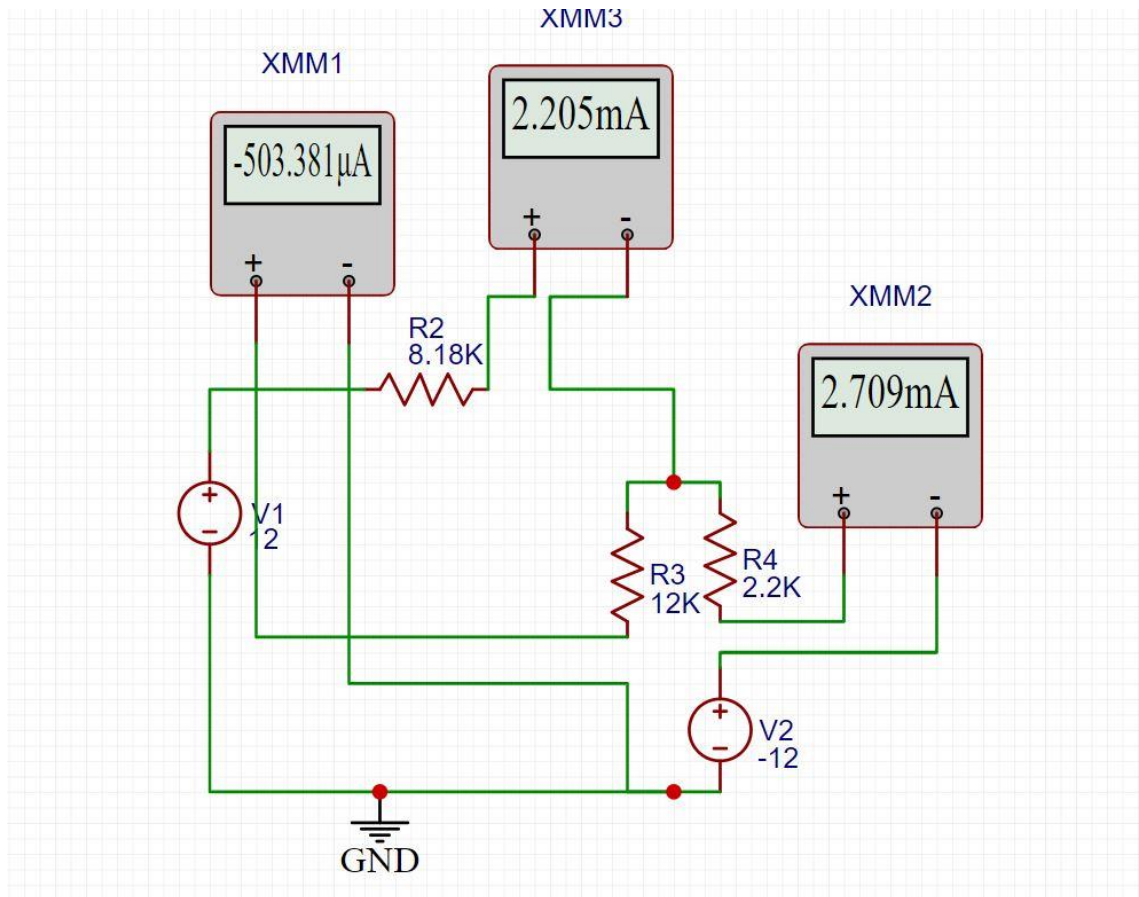 XMM3
XMM1
2.205mA
-503.381μA
+ -
+ -
XMM2
R2
8.18K
2.709mA
+ -
+
V1
12
-
R3
12K
R4
2.2K
+
V2
-12
-
GND